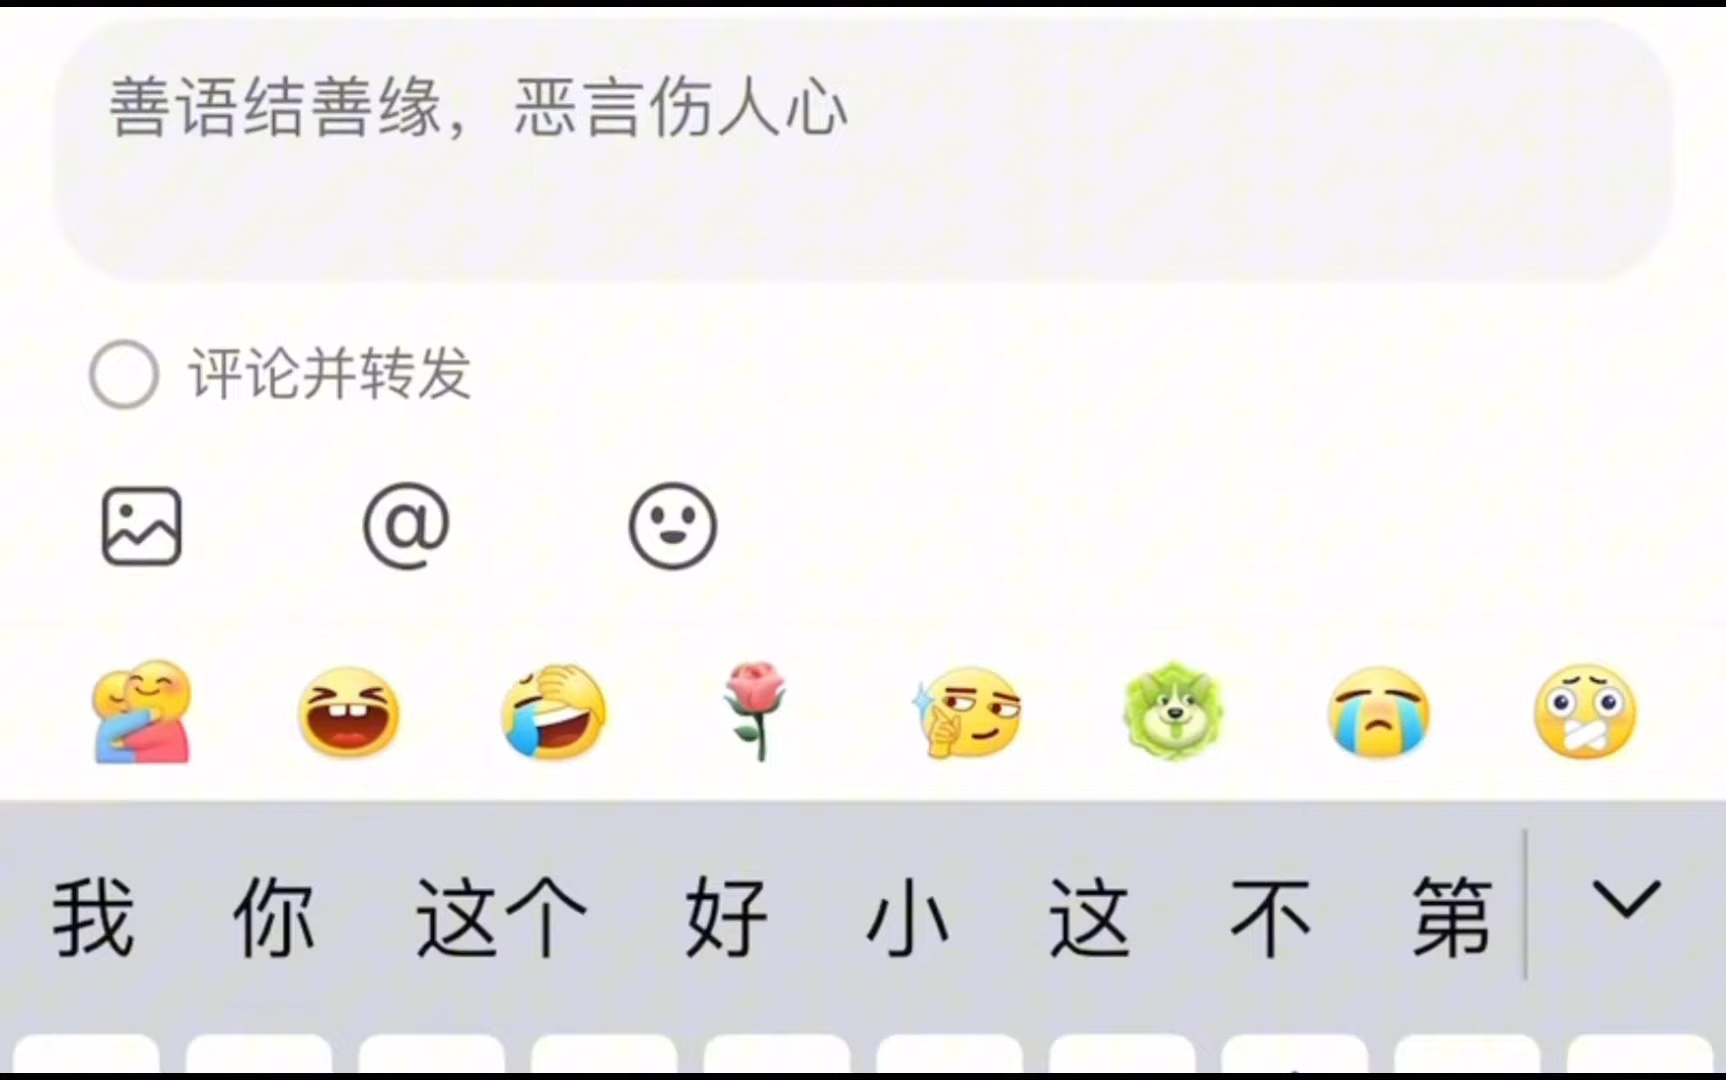 善语结善缘，恶言伤人心
评论并转发
@
我 你 这个 好 小 这 不 第